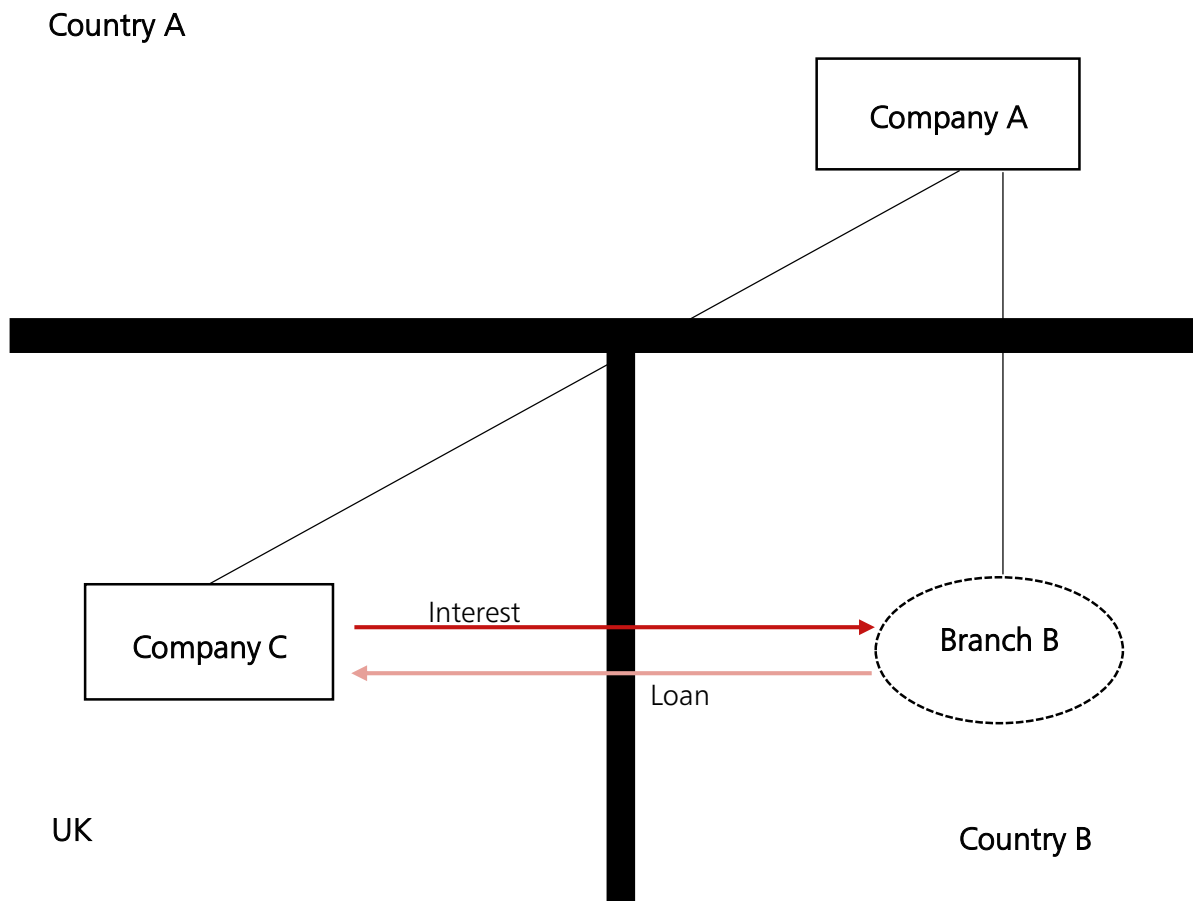 Country A
Company A
Interest
Company C
Branch B
Loan
UK
Country B